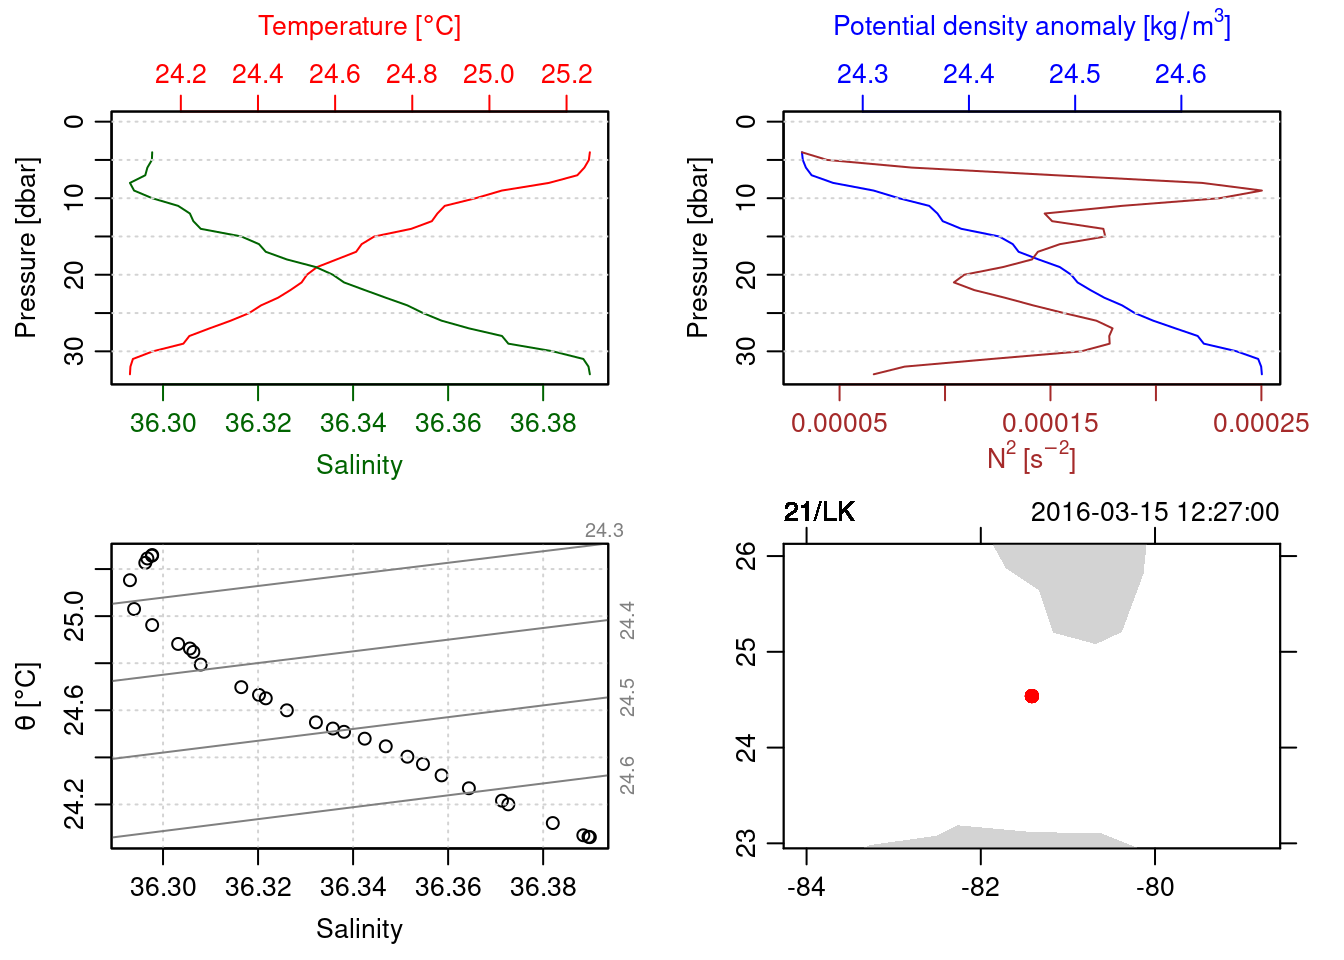 Temperature [°C]
24.2 24.4 24.6 24.8 25.0 25.2
Pressure [dbar]
0
10
20
30
36.30 36.32 36.34 36.36 36.38
Salinity
Potential density anomaly [kg/m³]
24.3 24.4 24.5 24.6
Pressure [dbar]
0
10
20
30
0.00005 0.00015 0.00025
N² [s⁻²]
24.3
24.4
24.5
24.6
θ [°C]
25.0
24.6
24.2
36.30 36.32 36.34 36.36 36.38
Salinity
21/LK 2016-03-15 12:27:00
26
25
24
23
-84 -82 -80